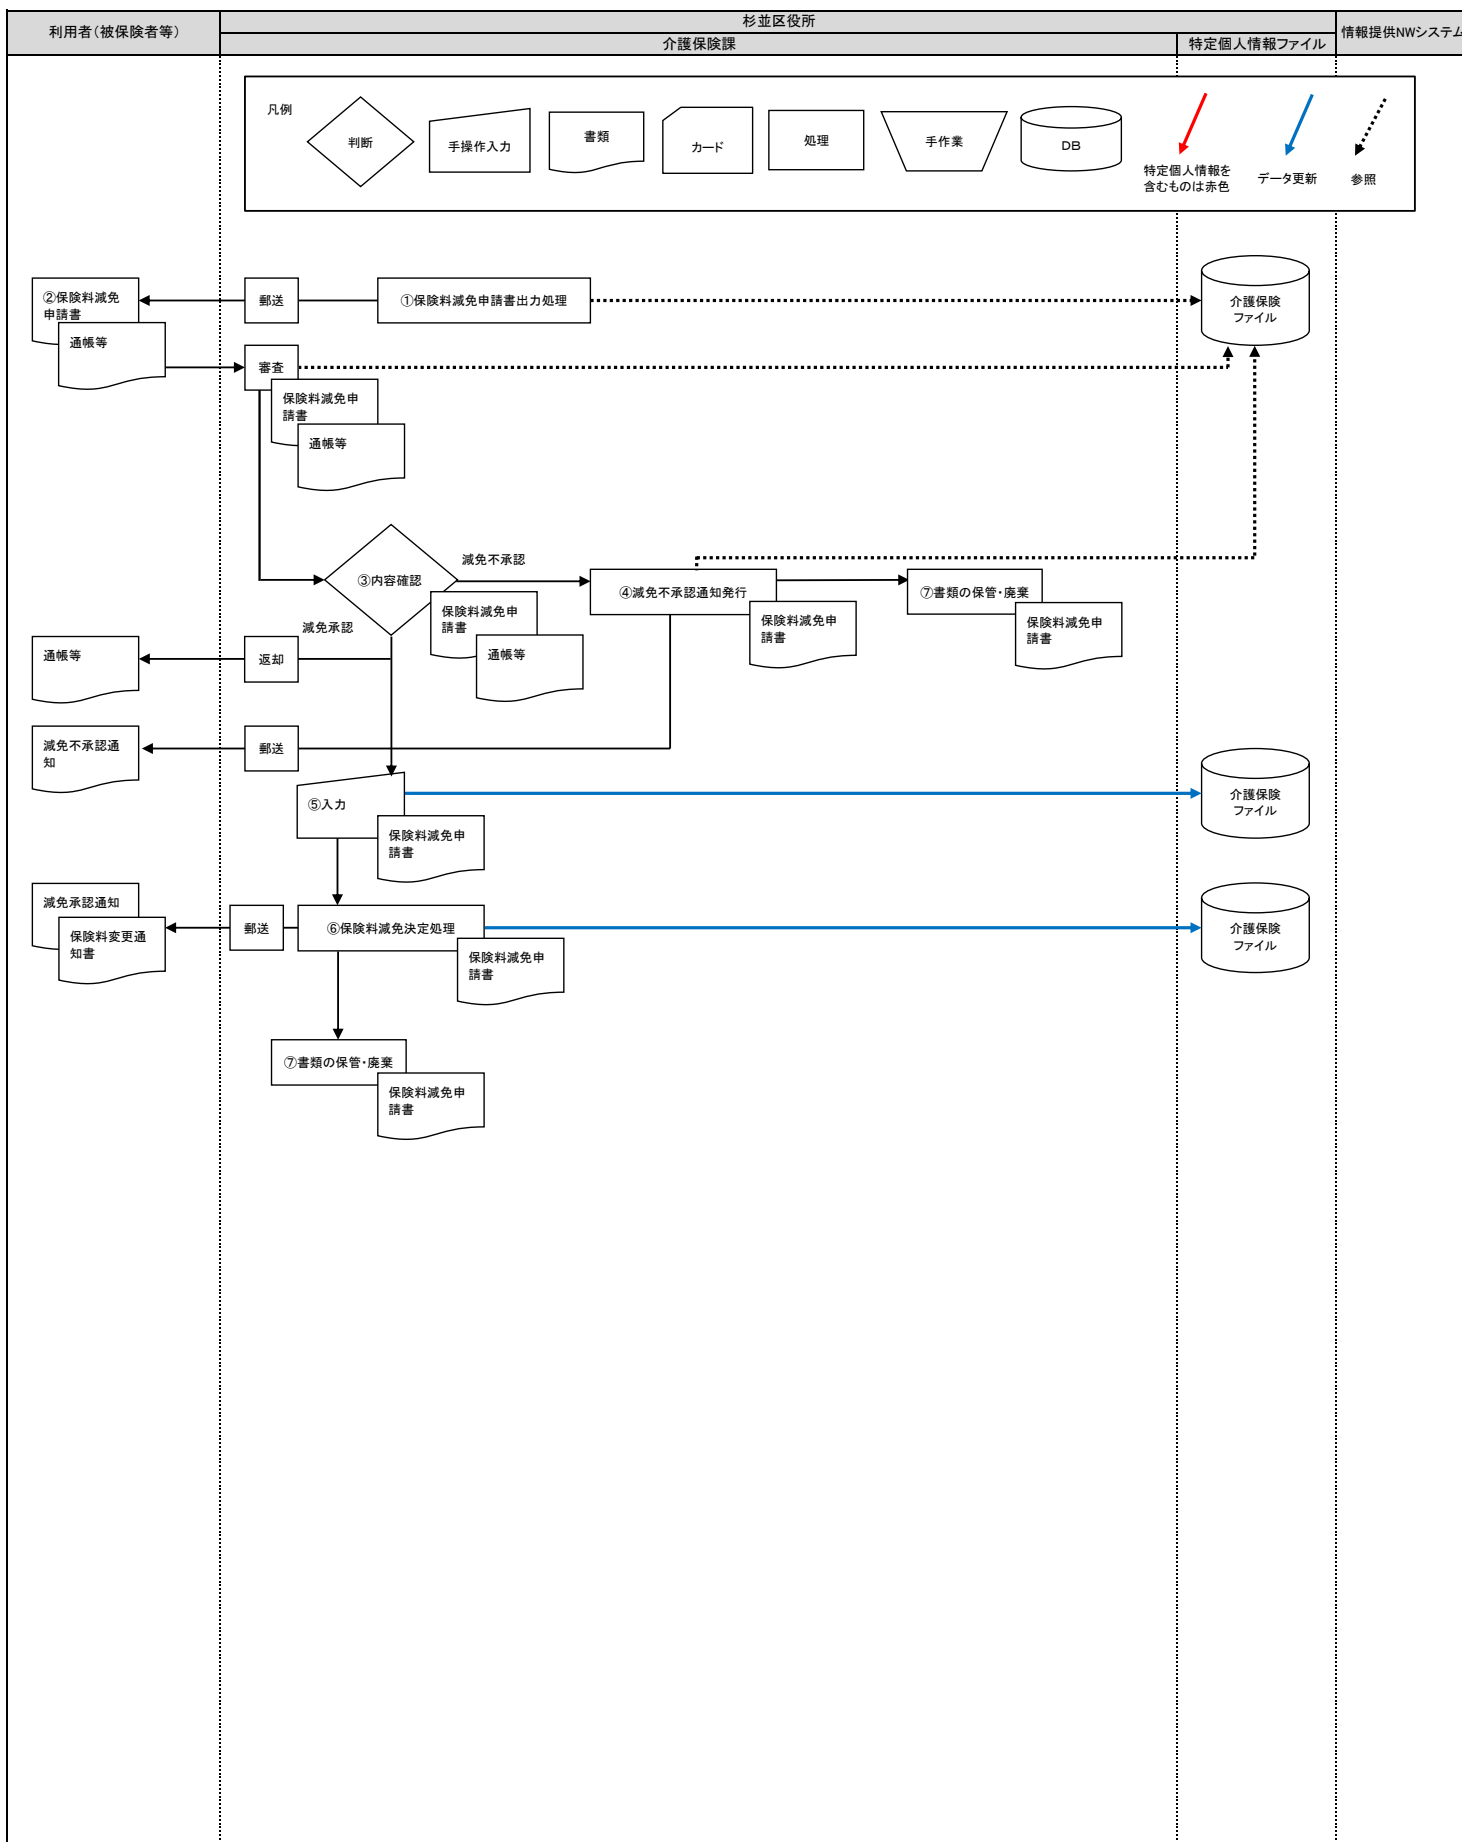 利用者（被保険者等）
杉並区役所
介護保険課
特定個人情報ファイル
情報提供NWシステム
凡例
判断
手操作入力
書類
カード
処理
手作業
DB
特定個人情報を
含むものは赤色
データ更新
参照
②保険料減免
申請書
通帳等
郵送
①保険料減免申請書出力処理
介護保険
ファイル
審査
保険料減免申
請書
通帳等
③内容確認
減免不承認
減免承認
保険料減免申
請書
通帳等
④減免不承認通知発行
保険料減免申
請書
⑦書類の保管・廃棄
保険料減免申
請書
通帳等
返却
減免不承認通
知
郵送
⑤入力
保険料減免申
請書
介護保険
ファイル
減免承認通知
保険料変更通
知書
郵送
⑥保険料減免決定処理
保険料減免申
請書
介護保険
ファイル
⑦書類の保管・廃棄
保険料減免申
請書